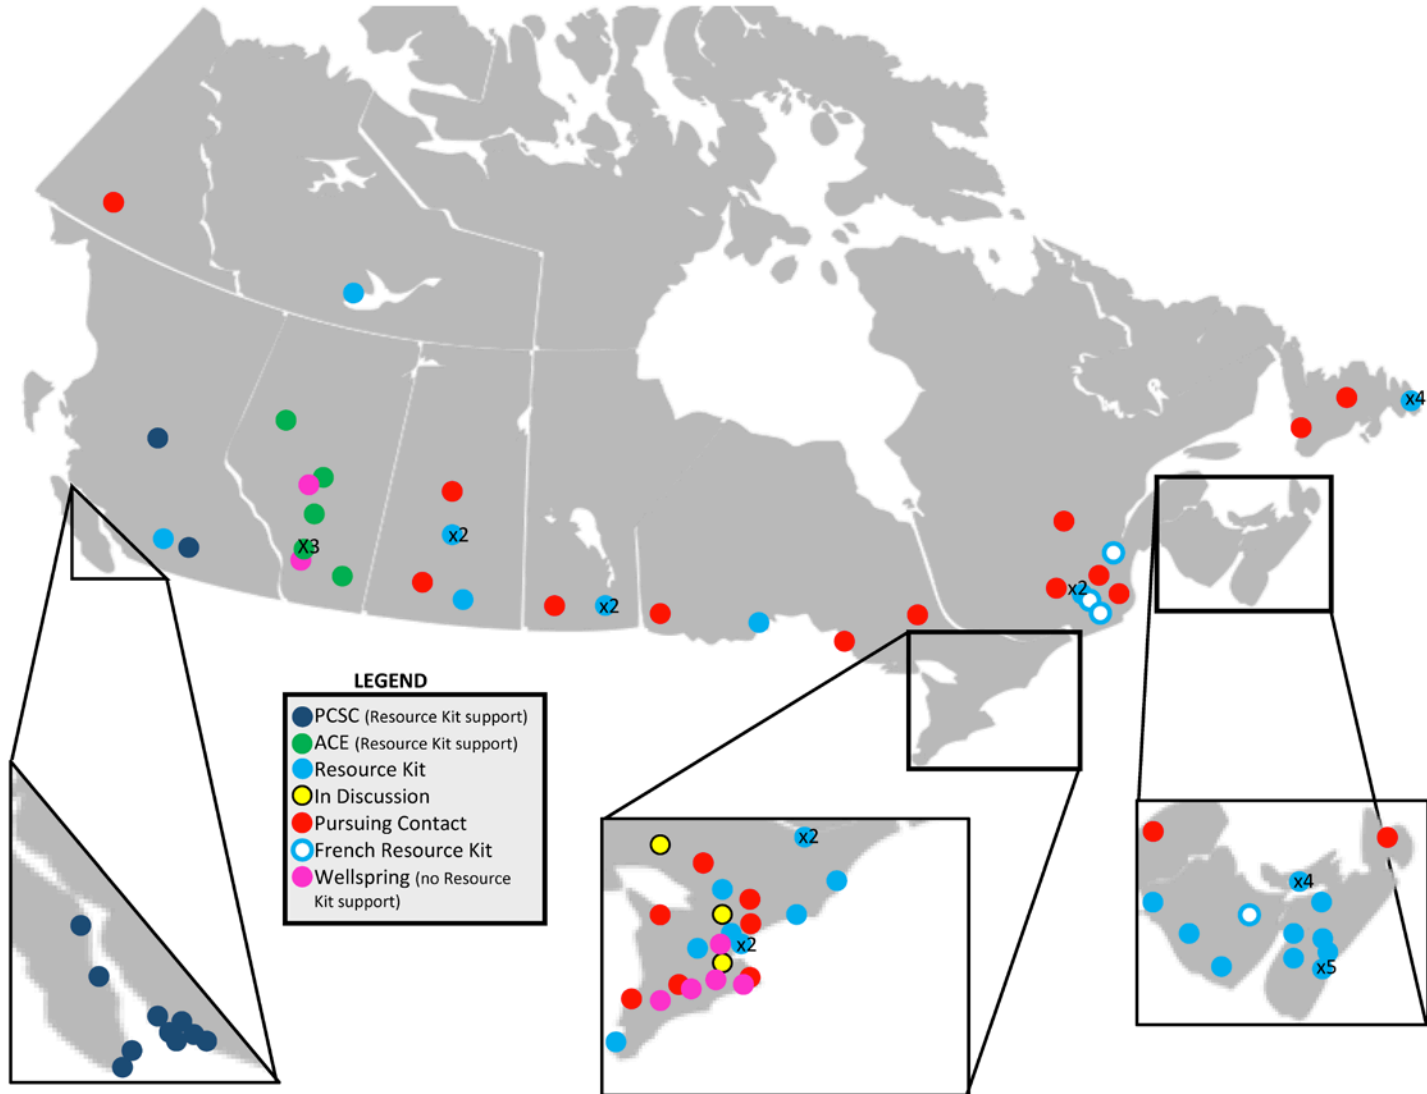 x4
x2
X3
x2
x2
LEGEND
PCSC (Resource Kit support)
ACE (Resource Kit support)
Resource Kit
In Discussion
Pursuing Contact
French Resource Kit
Wellspring (no Resource
Kit support)
x2
x2
x4
x5